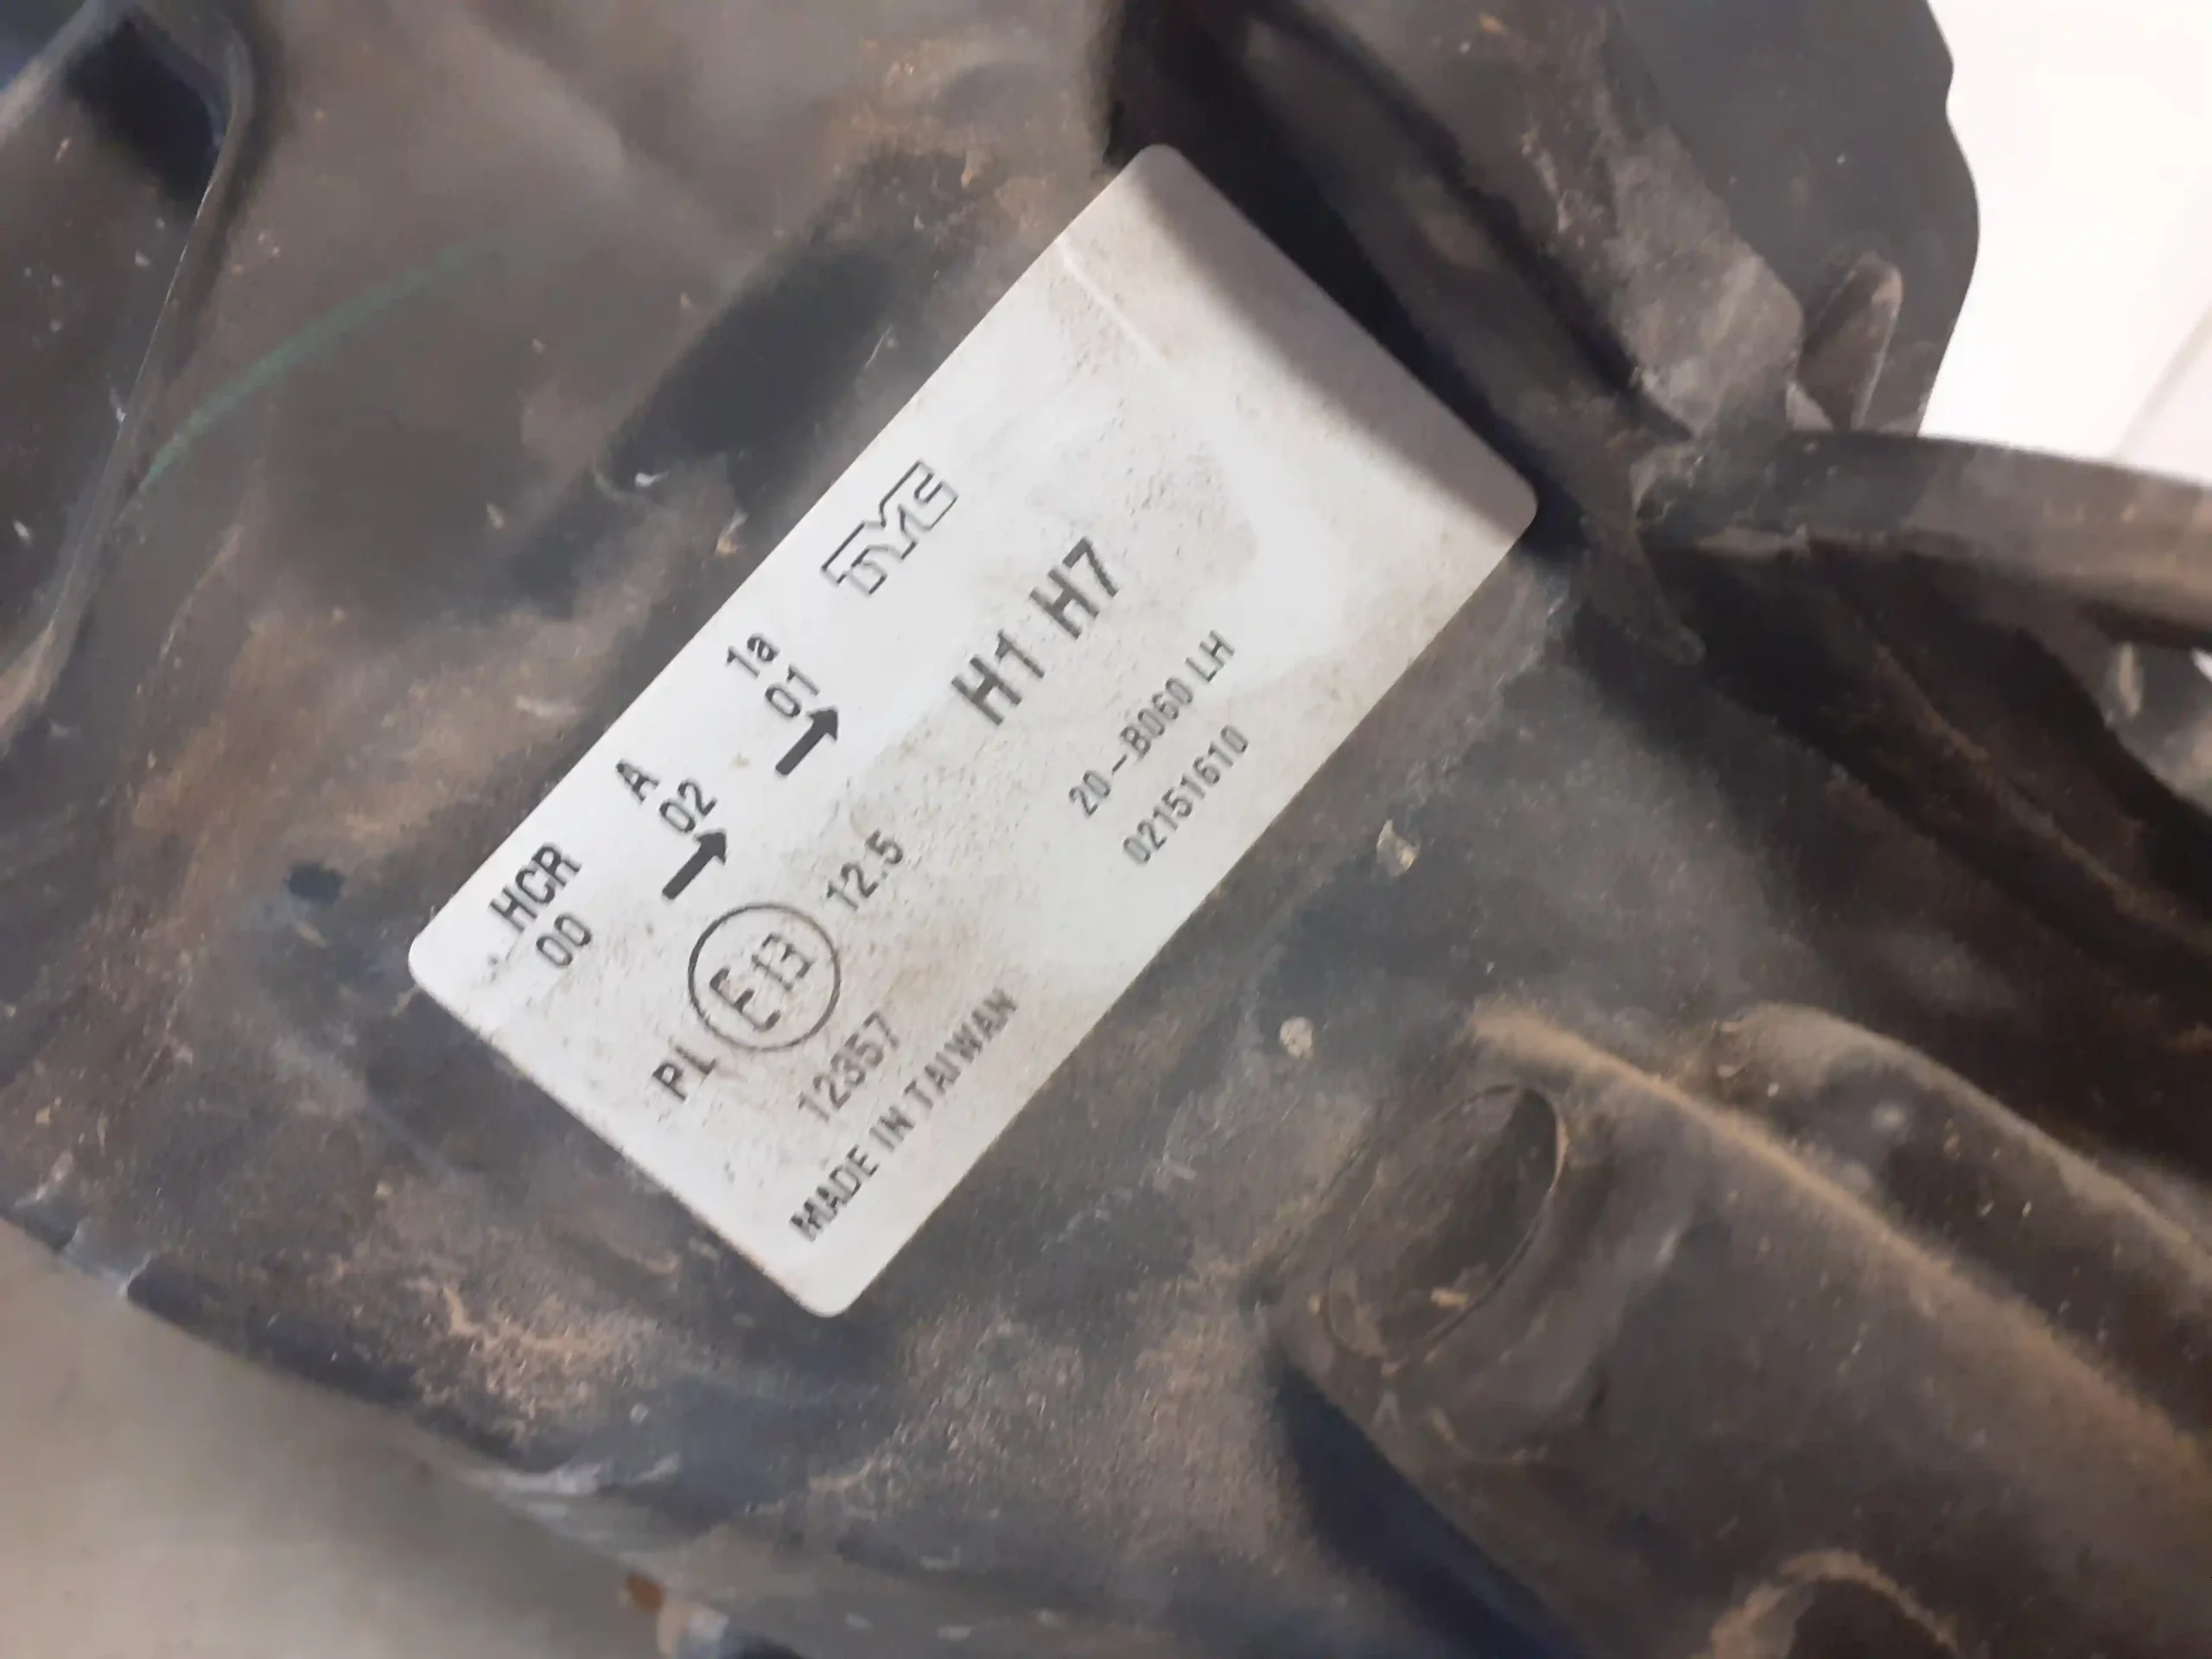 HCR A 1a TYC
00 02 01
PL E13 12.5 H1 H7
12357
MADE IN TAIWAN
20-B060 LH
02151610